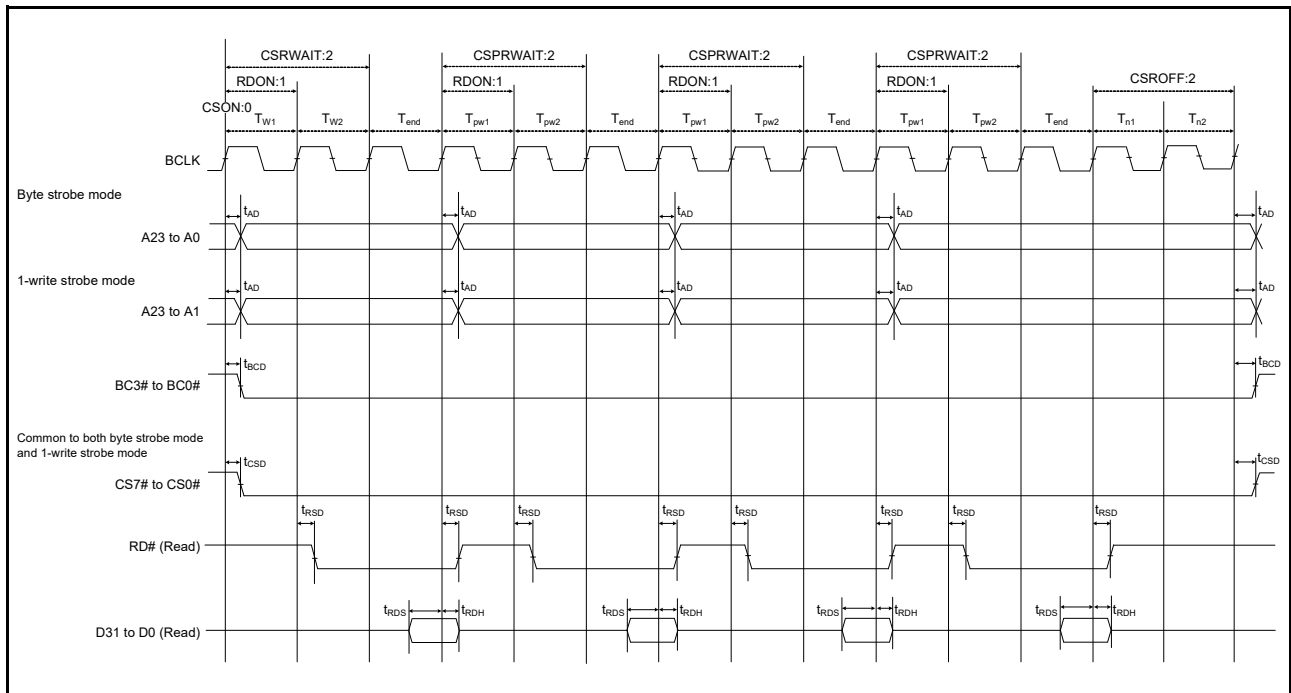 CSRWAIT:2 CSPRWAIT:2 CSPRWAIT:2 CSPRWAIT:2
RDON:1 RDON:1 RDON:1 RDON:1 CSROFF:2
CSON:0
TW1 TW2 Tend Tpw1 Tpw2 Tend Tpw1 Tpw2 Tend Tpw1 Tpw2 Tend Tn1 Tn2
BCLK
Byte strobe mode
tAD tAD tAD tAD tAD
A23 to A0
1-write strobe mode
tAD tAD tAD tAD tAD
A23 to A1
tBCD tBCD
BC3# to BC0#
Common to both byte strobe mode
and 1-write strobe mode
tCSD tCSD
CS7# to CS0#
tRSD tRSD tRSD tRSD tRSD tRSD tRSD tRSD
RD# (Read)
tRDS tRDH tRDS tRDH tRDS tRDH tRDS tRDH
D31 to D0 (Read)